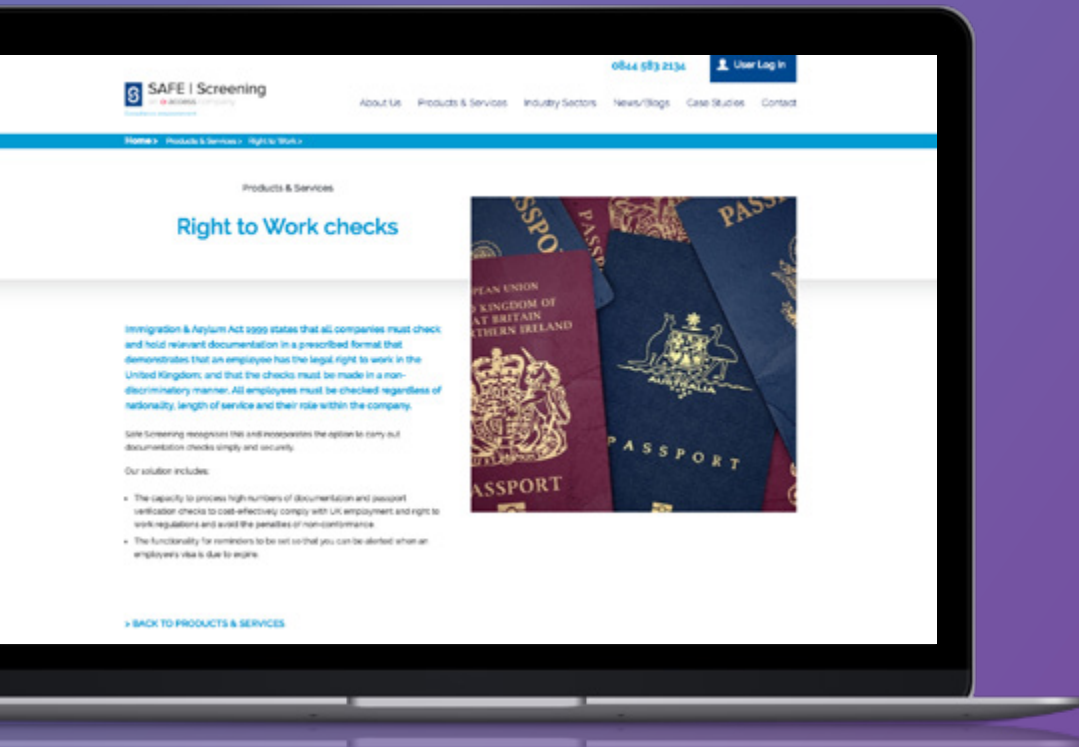 0844 583 2134
User Log In
SAFE | Screening
an access company
About Us Products & Services Industry Sectors News/Blogs Case Studies Contact
Home > Products & Services > Right to Work >
Products & Services
Right to Work checks
Immigration & Asylum Act 1999 states that all companies must check
and hold relevant documentation in a prescribed format that
demonstrates that an employee has the legal right to work in the
United Kingdom; and that the checks must be made in a non-
discriminatory manner. All employees must be checked regardless of
nationality, length of service and their role within the company.
Safe Screening recognises this and incorporates the option to carry out
documentation checks simply and securely.
Our solution includes:
The capacity to process high numbers of documentation and passport
verification checks to cost-effectively comply with UK employment and right to
work regulations and avoid the penalties of non-conformance.
The functionality for reminders to be set so that you can be alerted when an
employee's visa is due to expire.
> BACK TO PRODUCTS & SERVICES
SSPO
PASSP
PASSP
PEAN UNION
KINGDOM OF
AT BRITAIN
THERN IRELAND
ASSPORT
AUSTRALIA
PASSPORT